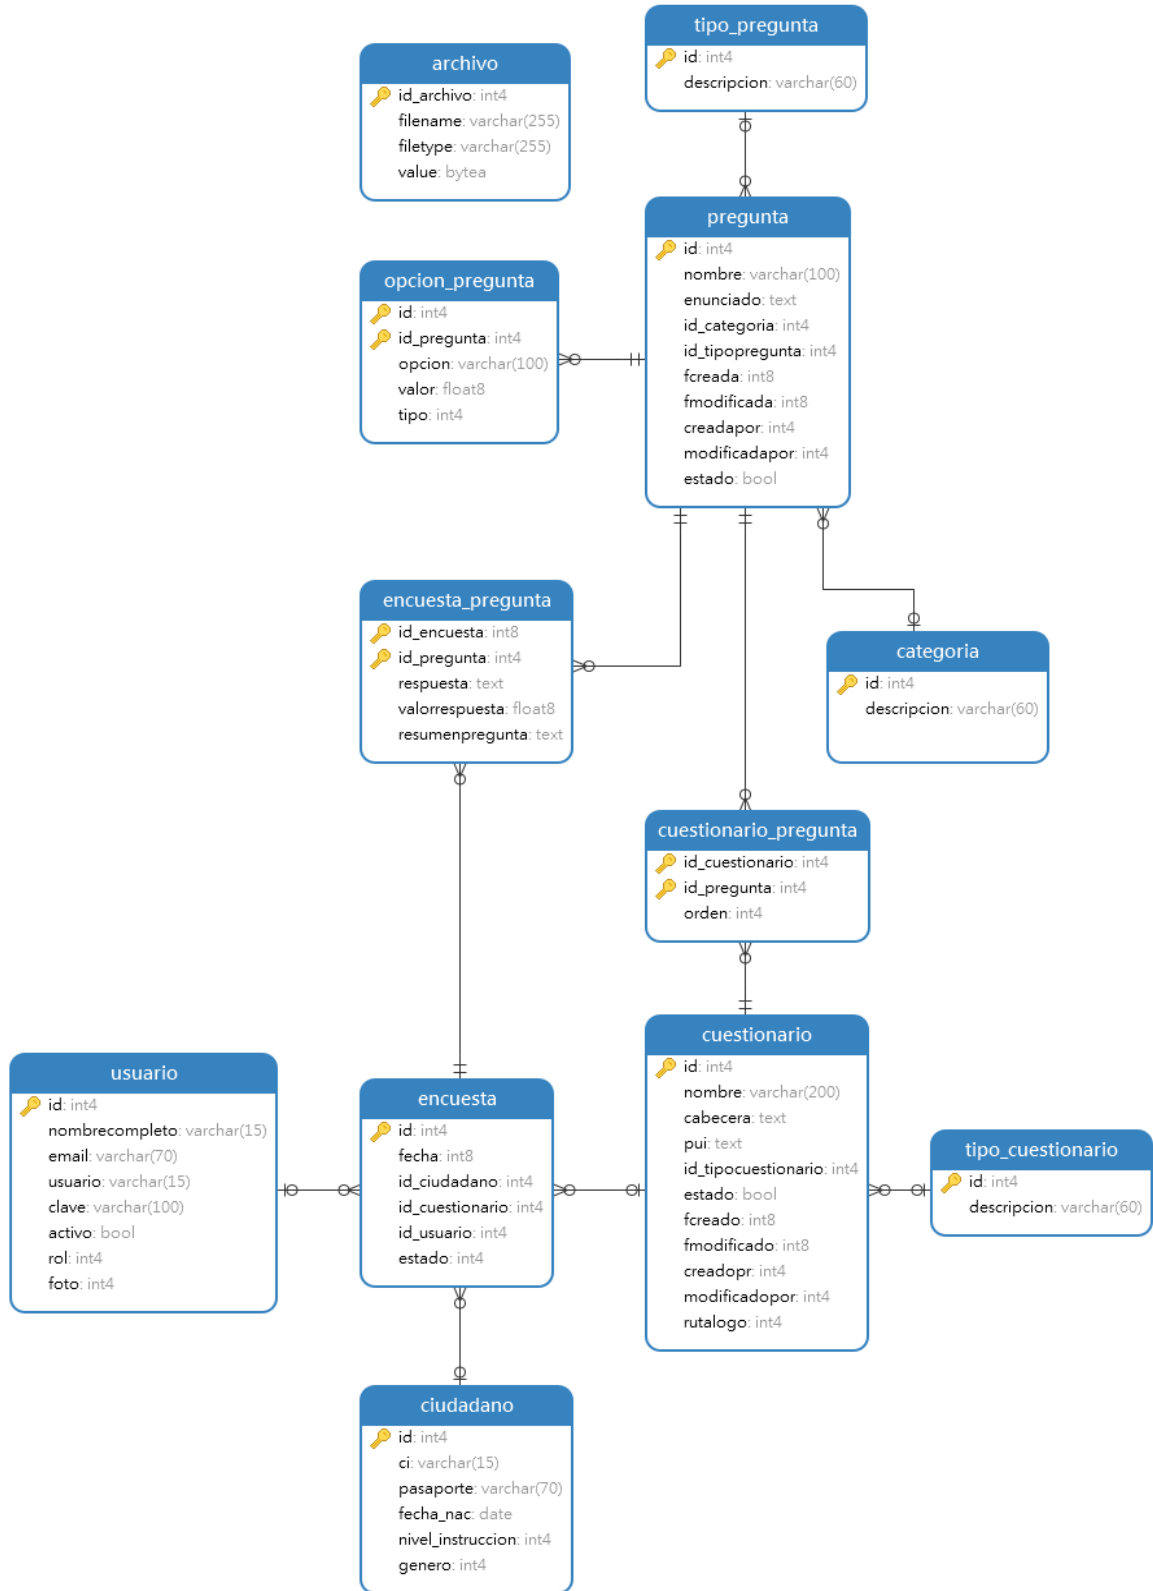 tipo_pregunta
id: int4
descripcion: varchar(60)
archivo
id_archivo: int4
filename: varchar(255)
filetype: varchar(255)
value: bytea
pregunta
id: int4
nombre: varchar(100)
enunciado: text
id_categoria: int4
id_tipopregunta: int4
fcreada: int8
fmodificada: int8
creadapor: int4
modificadapor: int4
estado: bool
opcion_pregunta
id: int4
id_pregunta: int4
opcion: varchar(100)
valor: float8
tipo: int4
encuesta_pregunta
id_encuesta: int8
id_pregunta: int4
respuesta: text
valorrespuesta: float8
resumenpregunta: text
categoria
id: int4
descripcion: varchar(60)
cuestionario_pregunta
id_cuestionario: int4
id_pregunta: int4
orden: int4
cuestionario
id: int4
nombre: varchar(200)
cabecera: text
pui: text
id_tipocuestionario: int4
estado: bool
fcreado: int8
fmodificado: int8
creadopr: int4
modificadopor: int4
rutalogo: int4
usuario
id: int4
nombrecompleto: varchar(15)
email: varchar(70)
usuario: varchar(15)
clave: varchar(100)
activo: bool
rol: int4
foto: int4
encuesta
id: int4
fecha: int8
id_ciudadano: int4
id_cuestionario: int4
id_usuario: int4
estado: int4
tipo_cuestionario
id: int4
descripcion: varchar(60)
ciudadano
id: int4
ci: varchar(15)
pasaporte: varchar(70)
fecha_nac: date
nivel_instruccion: int4
genero: int4